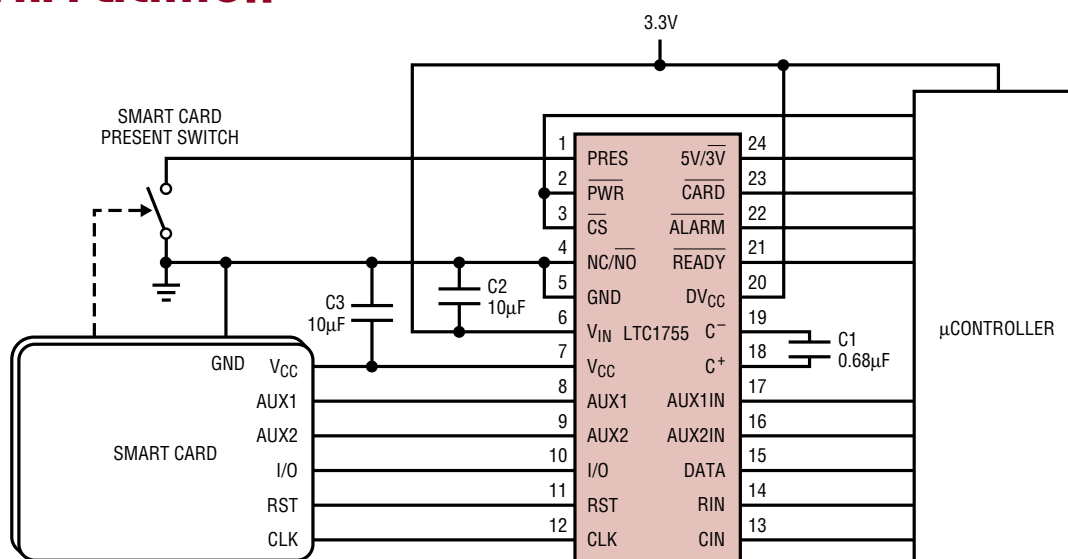 3.3V
SMART CARD
PRESENT SWITCH
1
2
3
4
5
6
7
8
9
10
11
12
PRES
PWR
CS
NC/NO
GND
VIN
VCC
AUX1
AUX2
I/O
RST
CLK
LTC1755
5V/3V
CARD
ALARM
READY
DVCC
C–
C+
AUX1IN
AUX2IN
DATA
RIN
CIN
24
23
22
21
20
19
18
17
16
15
14
13
C3
10µF
C2
10µF
C1
0.68µF
µCONTROLLER
GND
VCC
AUX1
AUX2
I/O
RST
CLK
SMART CARD